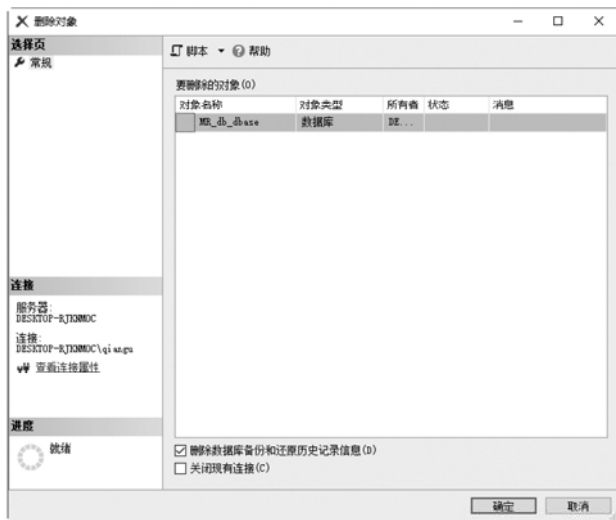 删除对象
选择页
常规
脚本 帮助
要删除的对象(O)
对象名称 对象类型 所有者 状态 消息
MR_db_dbase 数据库 DE...
连接
服务器:
DESKTOP-RJKNMOC
连接:
DESKTOP-RJKNMOC\qiangu
查看连接属性
进度
就绪
删除数据库备份和还原历史记录信息(D)
关闭现有连接(C)
确定 取消